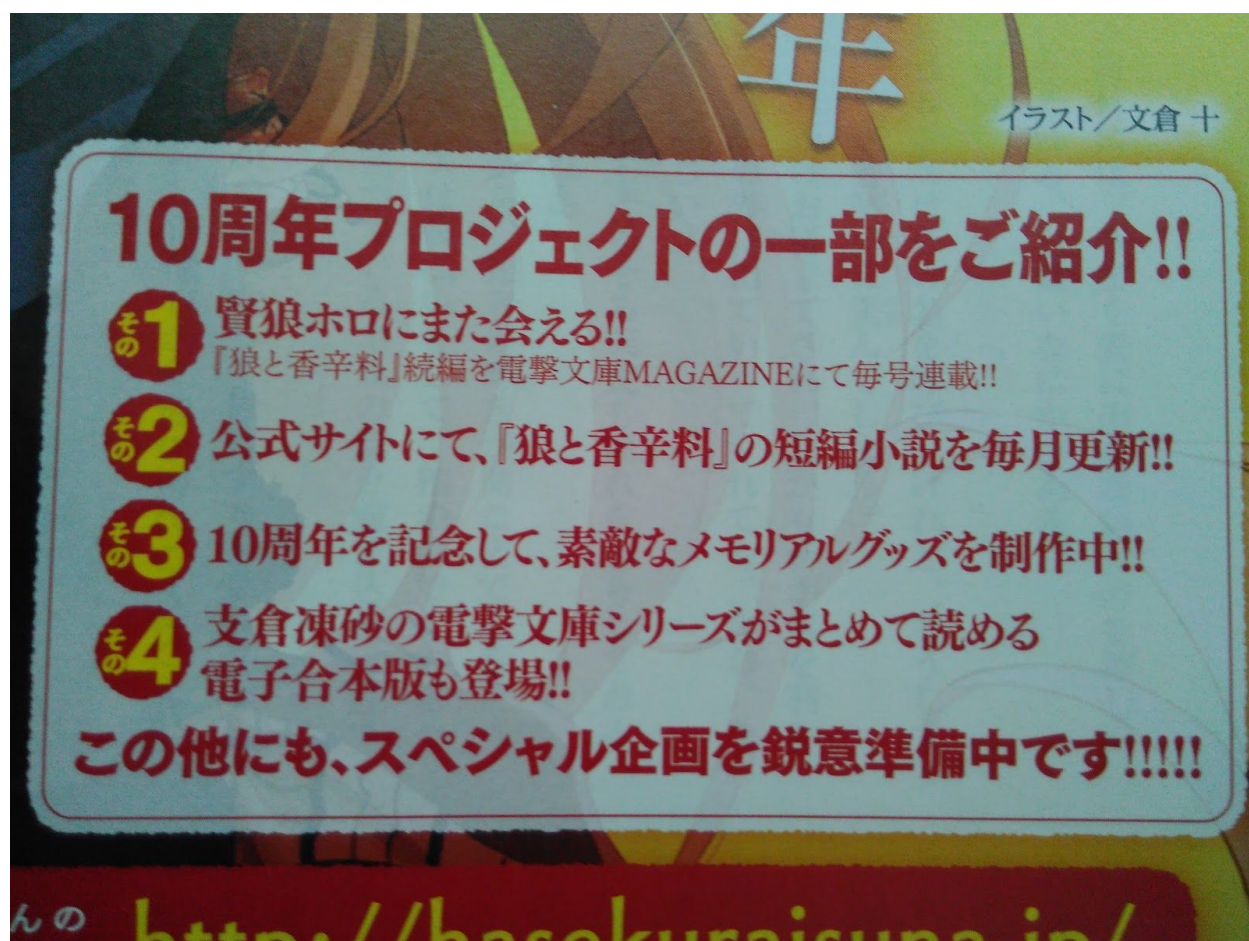 年
イラスト／文倉 十
10周年プロジェクトの一部をご紹介!!
その1 賢狼ホロにまた会える!!
『狼と香辛料』続編を電撃文庫MAGAZINEにて毎号連載!!
その2 公式サイトにて、『狼と香辛料』の短編小説を毎月更新!!
その3 10周年を記念して、素敵なメモリアルグッズを制作中!!
その4 支倉凍砂の電撃文庫シリーズがまとめて読める
電子合本版も登場!!
この他にも、スペシャル企画を鋭意準備中です!!!!!
んの http://hasekuraisuna.jp/